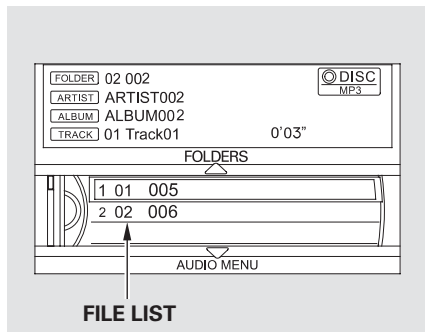 FOLDER 02 002
DISC
MP3
ARTIST ARTIST002
ALBUM ALBUM002
TRACK 01 Track01 0'03"
FOLDERS
1 01 005
2 02 006
AUDIO MENU
FILE LIST